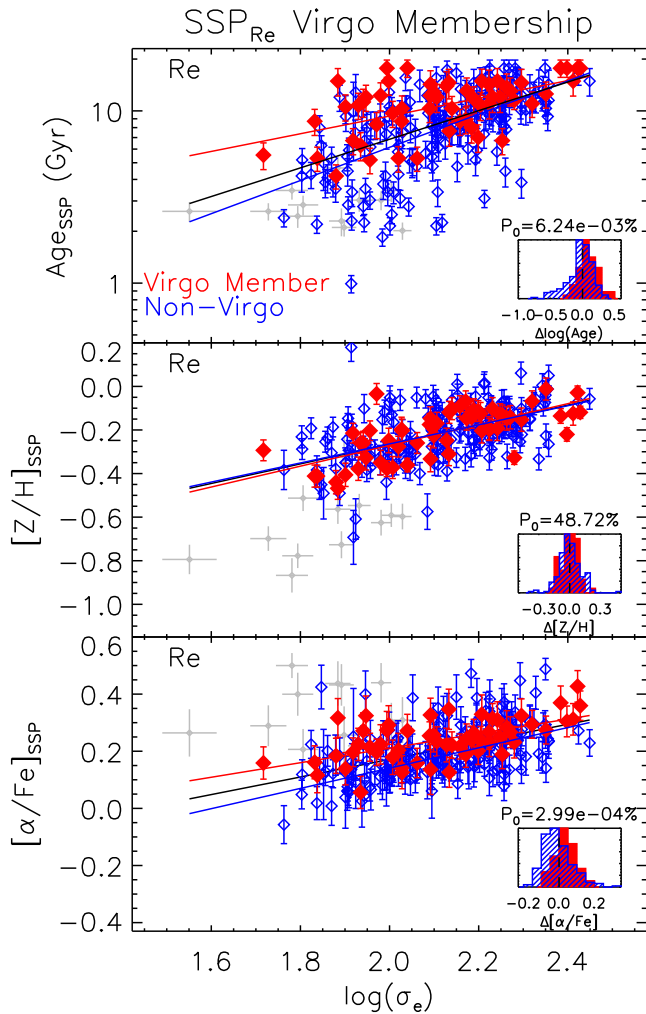 SSP_Re Virgo Membership
Re
10
1
Age_SSP (Gyr)
P_0=6.24e−03%
Virgo Member
Non−Virgo
−1.0 −0.5 0.0 0.5
Δlog(Age)
Re
0.2
0.0
−0.2
−0.4
−0.6
−0.8
−1.0
[Z/H]_SSP
P_0=48.72%
−0.3 0.0 0.3
Δ[Z/H]
Re
0.6
0.4
0.2
0.0
−0.2
−0.4
[α/Fe]_SSP
P_0=2.99e−04%
−0.2 0.0 0.2
Δ[α/Fe]
1.6 1.8 2.0 2.2 2.4
log(σ_e)